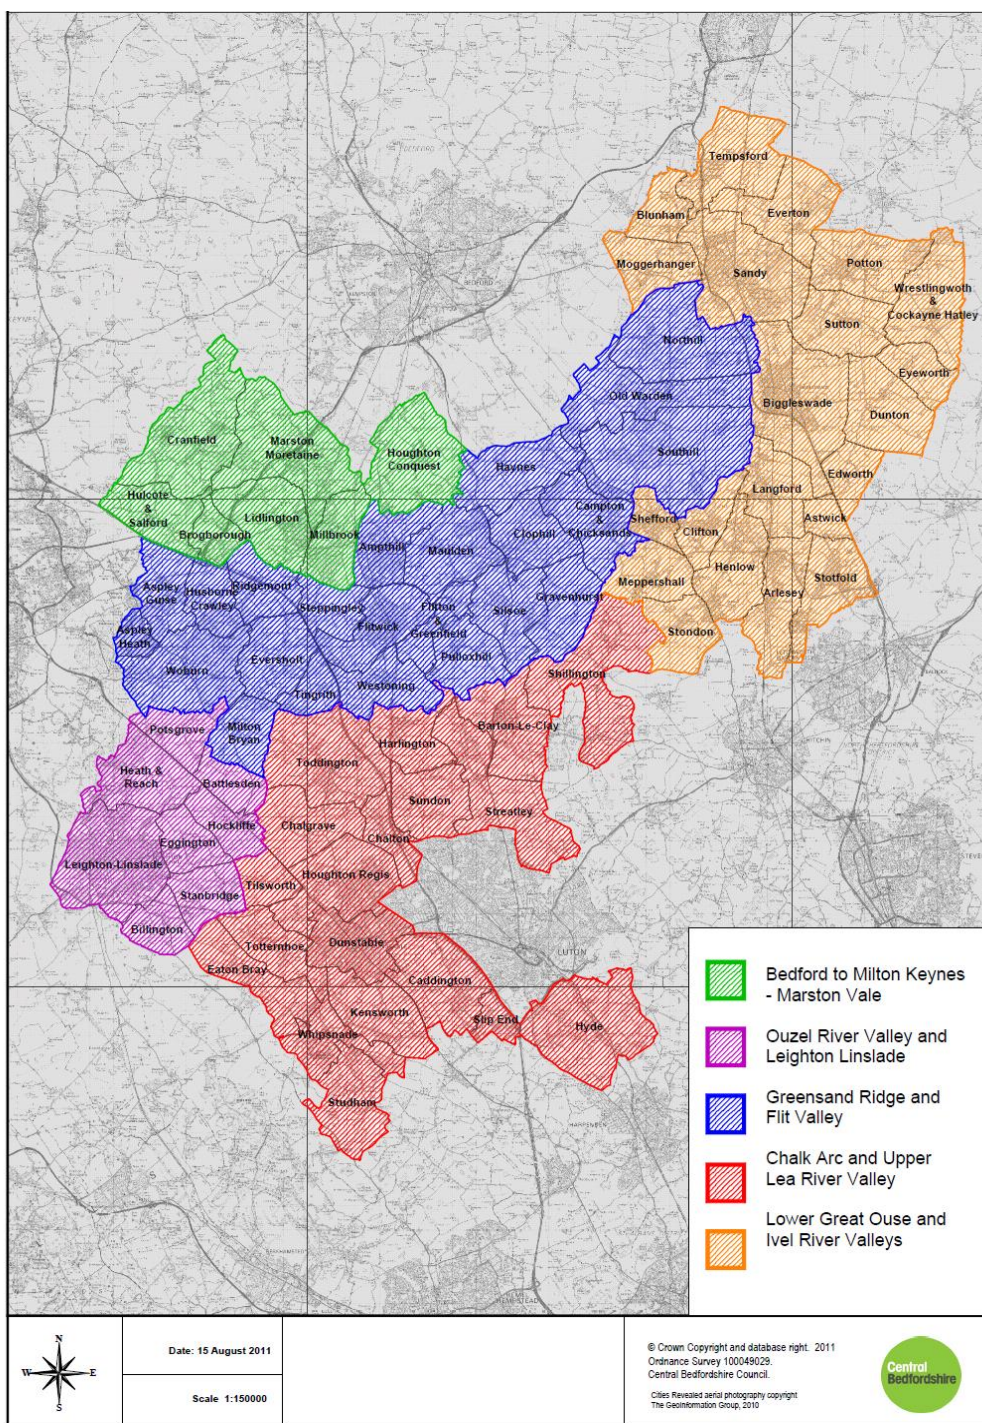 Tempsford
Blunham
Everton
Moggerhanger
Sandy
Potton
Wrestlingwoth
&
Cockayne Hatley
Sutton
Northill
Eyeworth
Old Warden
Biggleswade
Dunton
Cranfield
Marston
Moretaine
Houghton
Conquest
Haynes
Southill
Edworth
Langford
Hulcote
&
Salford
Lidlington
Brogborough
Millbrook
Ampthill
Maulden
Clophill
Campton
&
Chicksands
Shefford
Clifton
Astwick
Henlow
Stotfold
Arlesey
Meppershall
Stondon
Aspley
Guise
Husborne
Crawley
Ridgemont
Steppingley
Flitwick
Flitton
&
Greenfield
Silsoe
Gravenhurst
Aspley
Heath
Woburn
Eversholt
Pulloxhill
Westoning
Tingrith
Shillington
Potsgrove
Milton
Bryan
Barton-Le-Clay
Harlington
Toddington
Heath &
Reach
Battlesden
Sundon
Streatley
Hockliffe
Chalgrave
Chalton
Eggington
Leighton-Linslade
Houghton Regis
Tilsworth
Stanbridge
Billington
Totternhoe
Dunstable
LUTON
Eaton Bray
Caddington
Kensworth
Slip End
Hyde
Whipsnade
Studham
BEDFORD
HARPENDEN
Bedford to Milton Keynes
- Marston Vale
Ouzel River Valley and
Leighton Linslade
Greensand Ridge and
Flit Valley
Chalk Arc and Upper
Lea River Valley
Lower Great Ouse and
Ivel River Valleys
N
W E
S
Date: 15 August 2011
Scale 1:150000
© Crown Copyright and database right. 2011
Ordnance Survey 100049029.
Central Bedfordshire Council.
Cities Revealed aerial photography copyright
The GeoInformation Group, 2010
Central
Bedfordshire